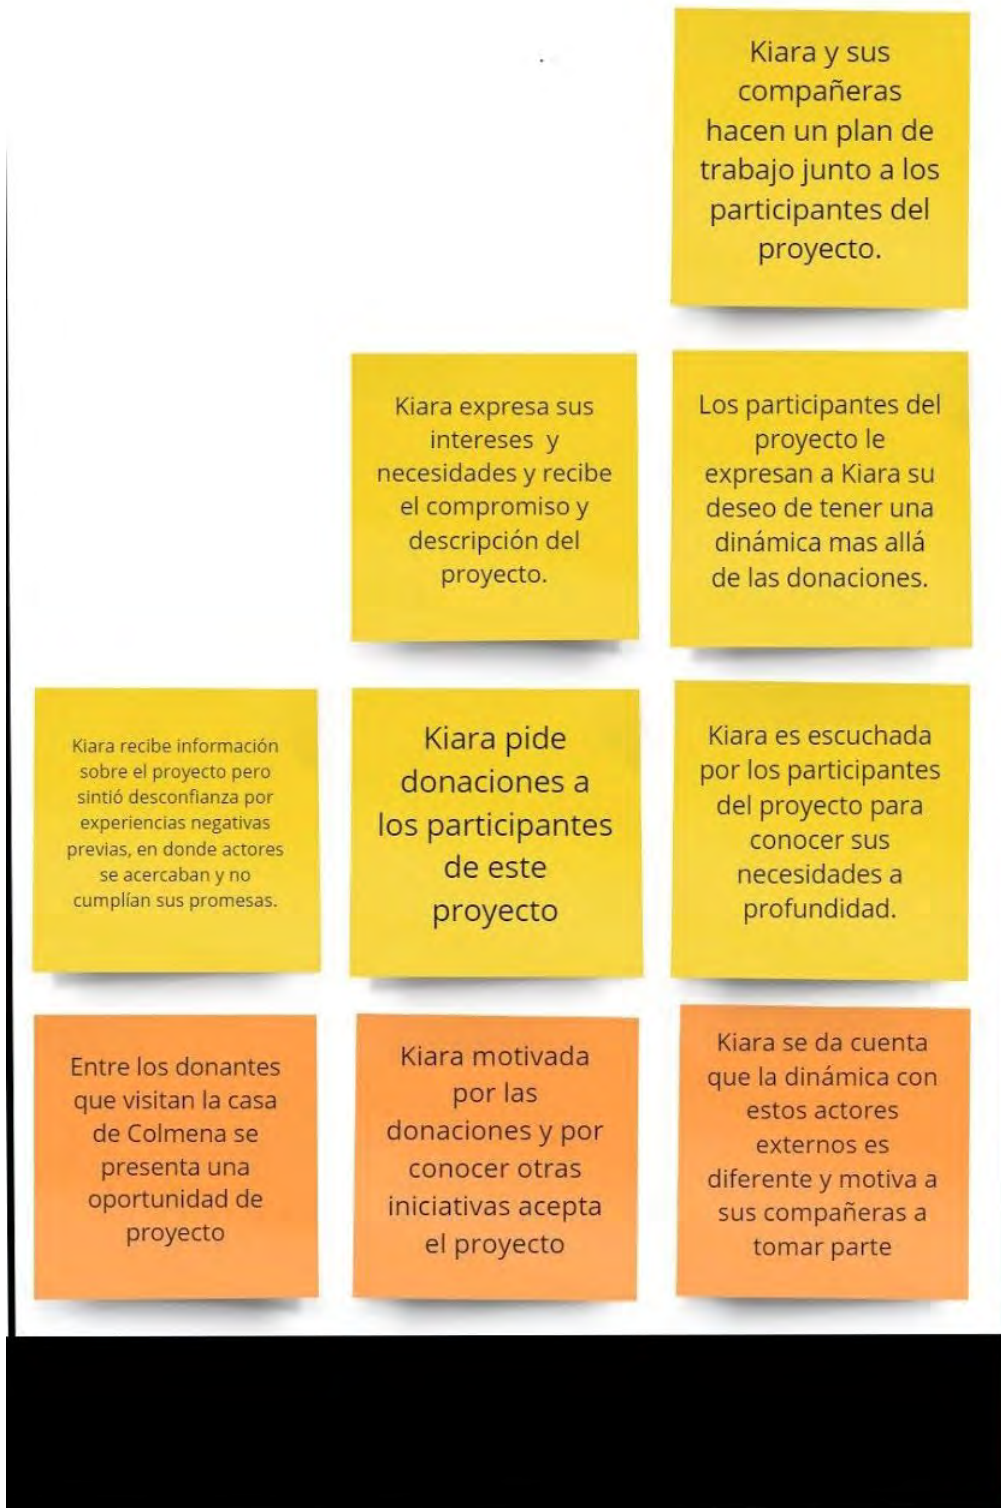 Kiara y sus
compañeras
hacen un plan de
trabajo junto a los
participantes del
proyecto.
Kiara expresa sus
intereses y
necesidades y recibe
el compromiso y
descripción del
proyecto.
Los participantes del
proyecto le
expresan a Kiara su
deseo de tener una
dinámica mas allá
de las donaciones.
Kiara recibe información
sobre el proyecto pero
sintió desconfianza por
experiencias negativas
previas, en donde actores
se acercaban y no
cumplían sus promesas.
Kiara pide
donaciones a
los participantes
de este
proyecto
Kiara es escuchada
por los participantes
del proyecto para
conocer sus
necesidades a
profundidad.
Entre los donantes
que visitan la casa
de Colmena se
presenta una
oportunidad de
proyecto
Kiara motivada
por las
donaciones y por
conocer otras
iniciativas acepta
el proyecto
Kiara se da cuenta
que la dinámica con
estos actores
externos es
diferente y motiva a
sus compañeras a
tomar parte